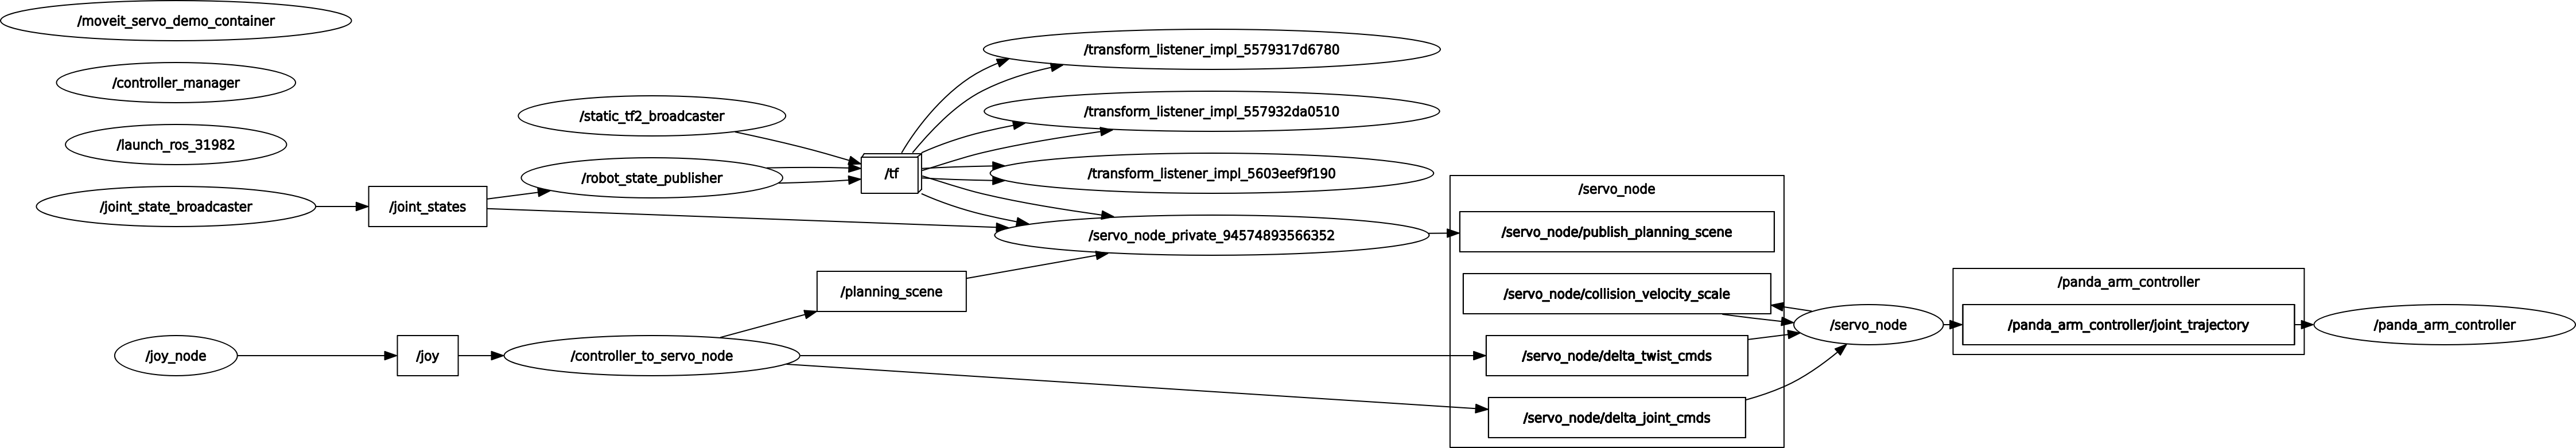 /moveit_servo_demo_container
/controller_manager
/launch_ros_31982
/joint_state_broadcaster
/joint_states
/static_tf2_broadcaster
/robot_state_publisher
/tf
/transform_listener_impl_5579317d6780
/transform_listener_impl_557932da0510
/transform_listener_impl_5603eef9f190
/servo_node_private_94574893566352
/planning_scene
/joy_node
/joy
/controller_to_servo_node
/servo_node
/servo_node/publish_planning_scene
/servo_node/collision_velocity_scale
/servo_node/delta_twist_cmds
/servo_node/delta_joint_cmds
/servo_node
/panda_arm_controller
/panda_arm_controller/joint_trajectory
/panda_arm_controller